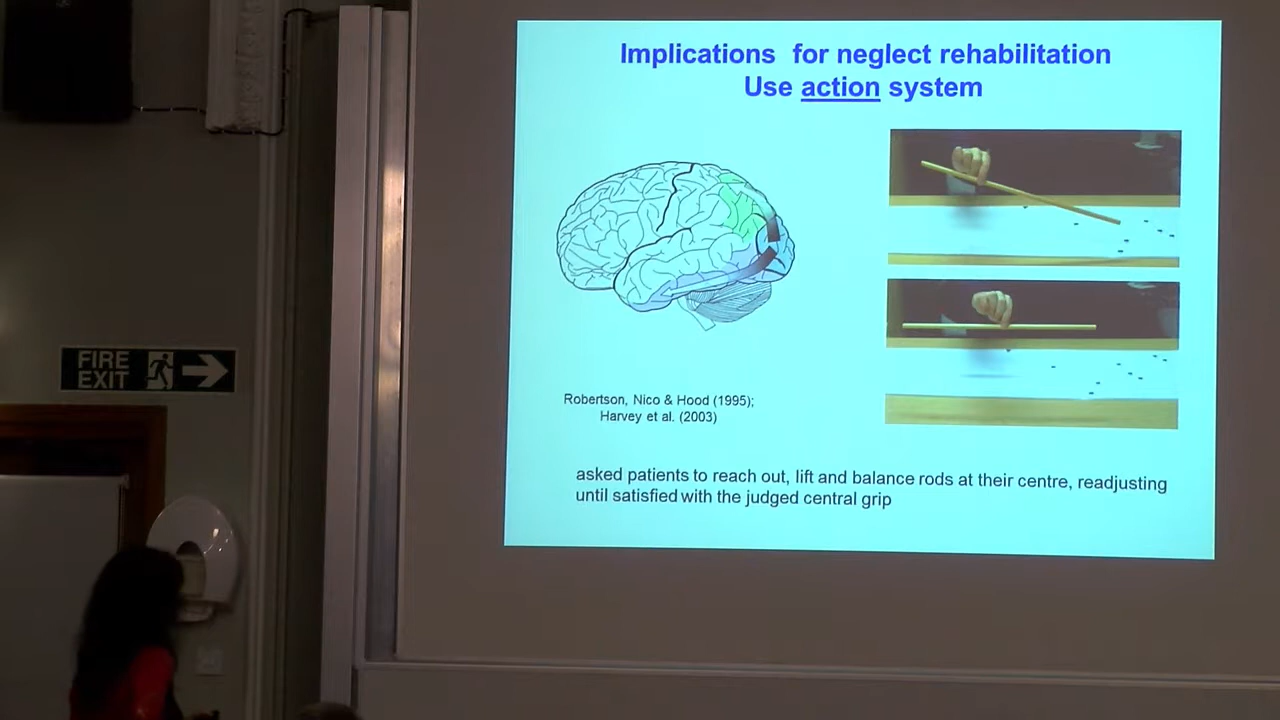 Implications for neglect rehabilitation
Use action system
FIRE
EXIT
Robertson, Nico & Hood (1995);
Harvey et al. (2003)
asked patients to reach out, lift and balance rods at their centre, readjusting
until satisfied with the judged central grip